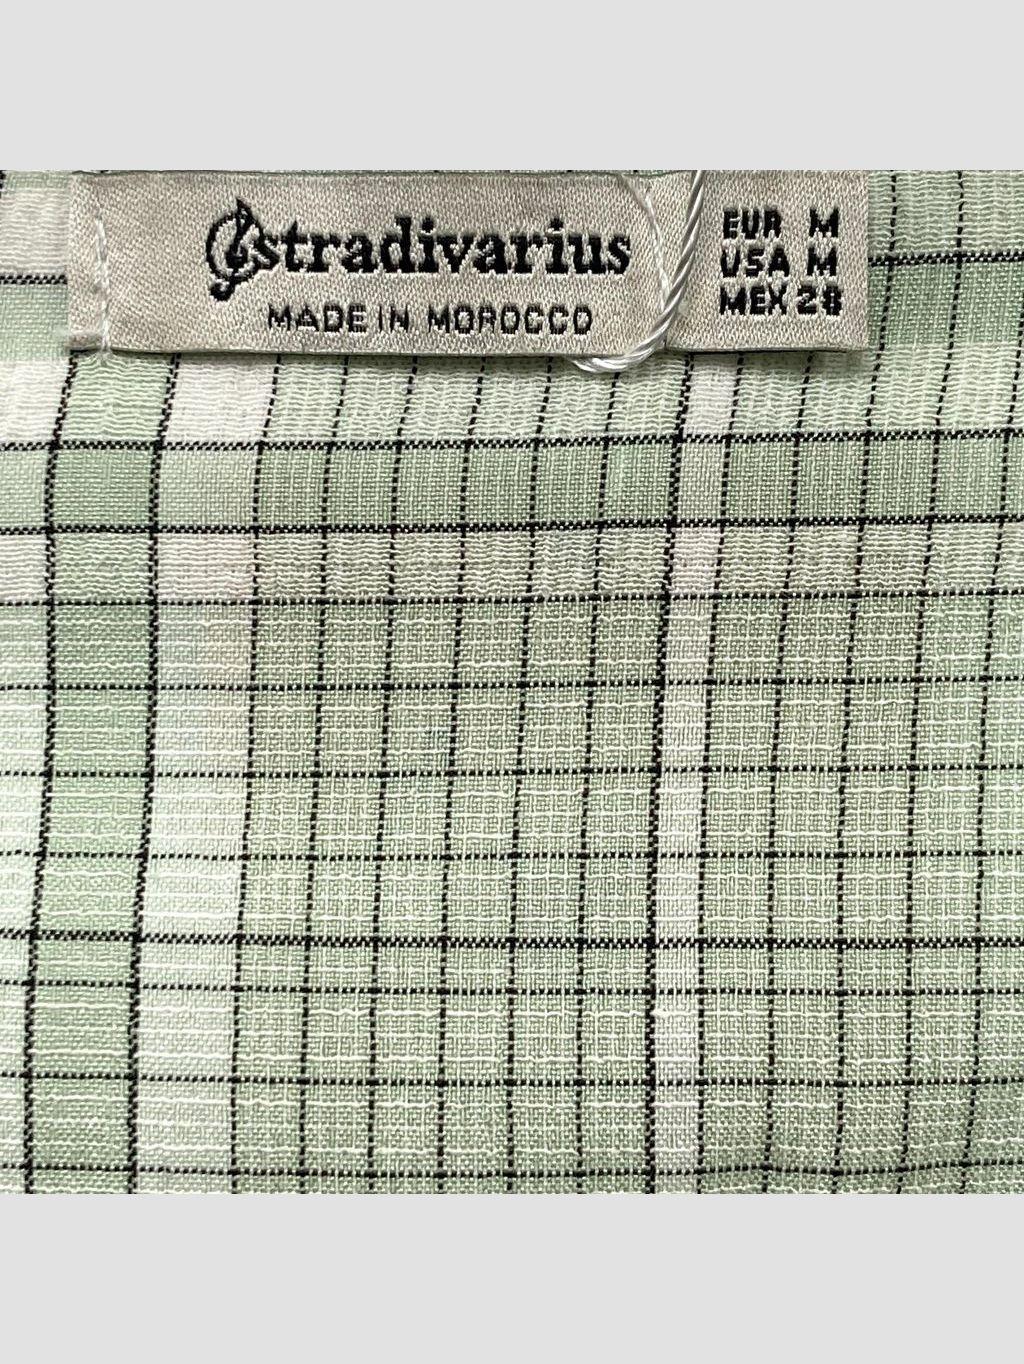 stradivarius
MADE IN MOROCCO
EUR M
USA M
MEX 28